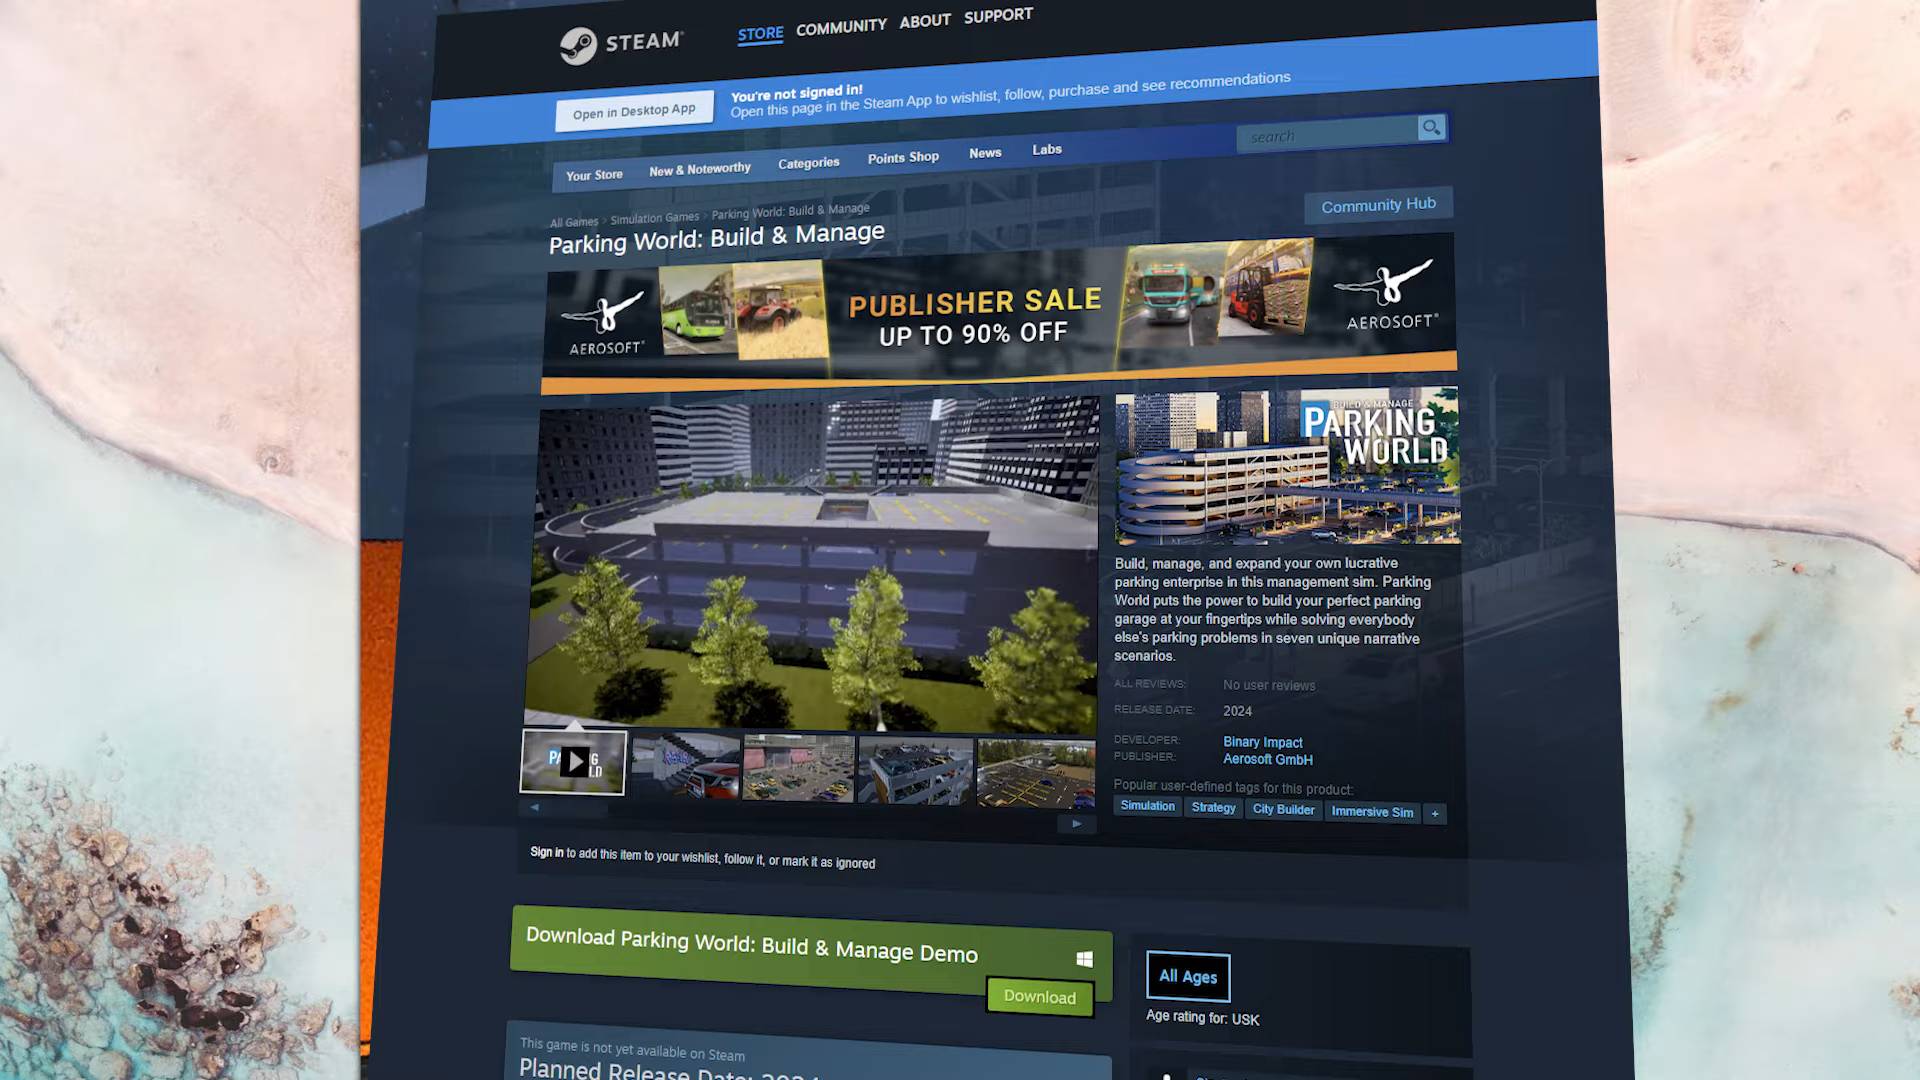 STEAM
STORE COMMUNITY ABOUT SUPPORT
Open in Desktop App
You're not signed in!
Open this page in the Steam App to wishlist, follow, purchase and see recommendations
Your Store New & Noteworthy Categories Points Shop News Labs
search
All Games > Simulation Games > Parking World: Build & Manage
Parking World: Build & Manage
Community Hub
AEROSOFT
PUBLISHER SALE
UP TO 90% OFF
AEROSOFT
BUILD & MANAGE
PARKING
WORLD
Build, manage, and expand your own lucrative
parking enterprise in this management sim. Parking
World puts the power to build your perfect parking
garage at your fingertips while solving everybody
else's parking problems in seven unique narrative
scenarios.
ALL REVIEWS: No user reviews
RELEASE DATE: 2024
DEVELOPER: Binary Impact
PUBLISHER: Aerosoft GmbH
Popular user-defined tags for this product:
Simulation Strategy City Builder Immersive Sim +
Sign in to add this item to your wishlist, follow it, or mark it as ignored
Download Parking World: Build & Manage Demo
Download
All Ages
Age rating for: USK
This game is not yet available on Steam
Planned Release Date: 2024